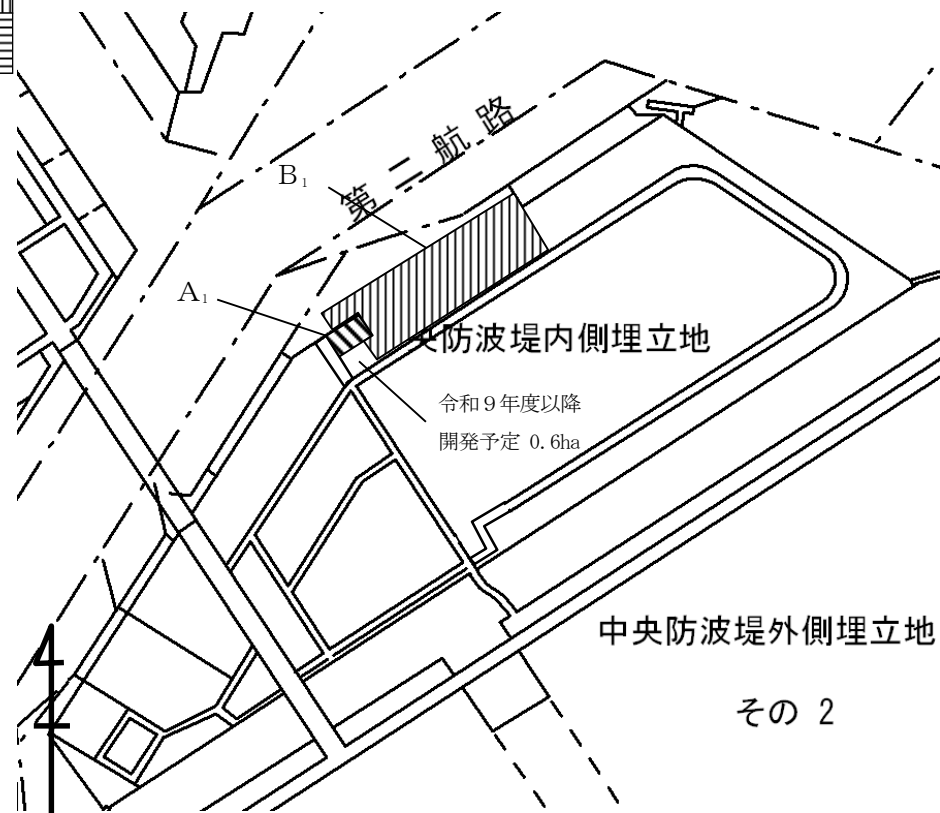 第二航路
B₁
A₁
央防波堤内側埋立地
令和９年度以降
開発予定 0.6ha
中央防波堤外側埋立地
その 2